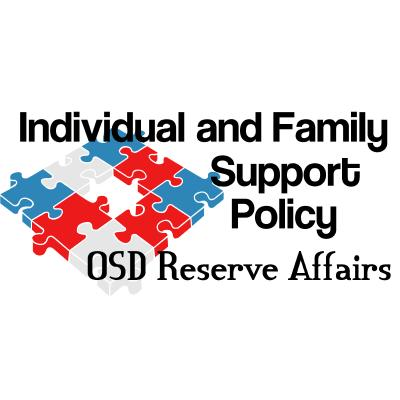 Individual and Family
Support
Policy
OSD Reserve Affairs